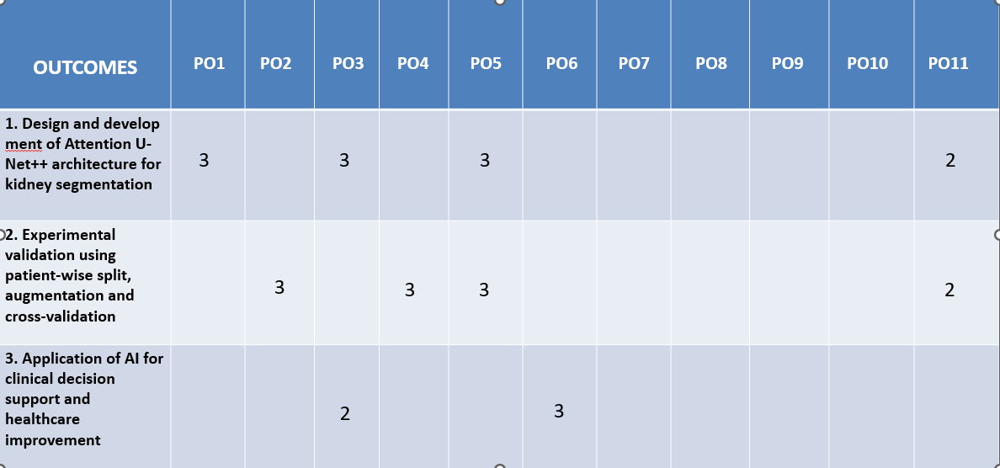 OUTCOMES PO1 PO2 PO3 PO4 PO5 PO6 PO7 PO8 PO9 PO10 PO11
1. Design and develop
ment of Attention U-
Net++ architecture for
kidney segmentation
3 3 3 2
2. Experimental
validation using
patient-wise split,
augmentation and
cross-validation
3 3 3 2
3. Application of AI for
clinical decision
support and
healthcare
improvement
2 3